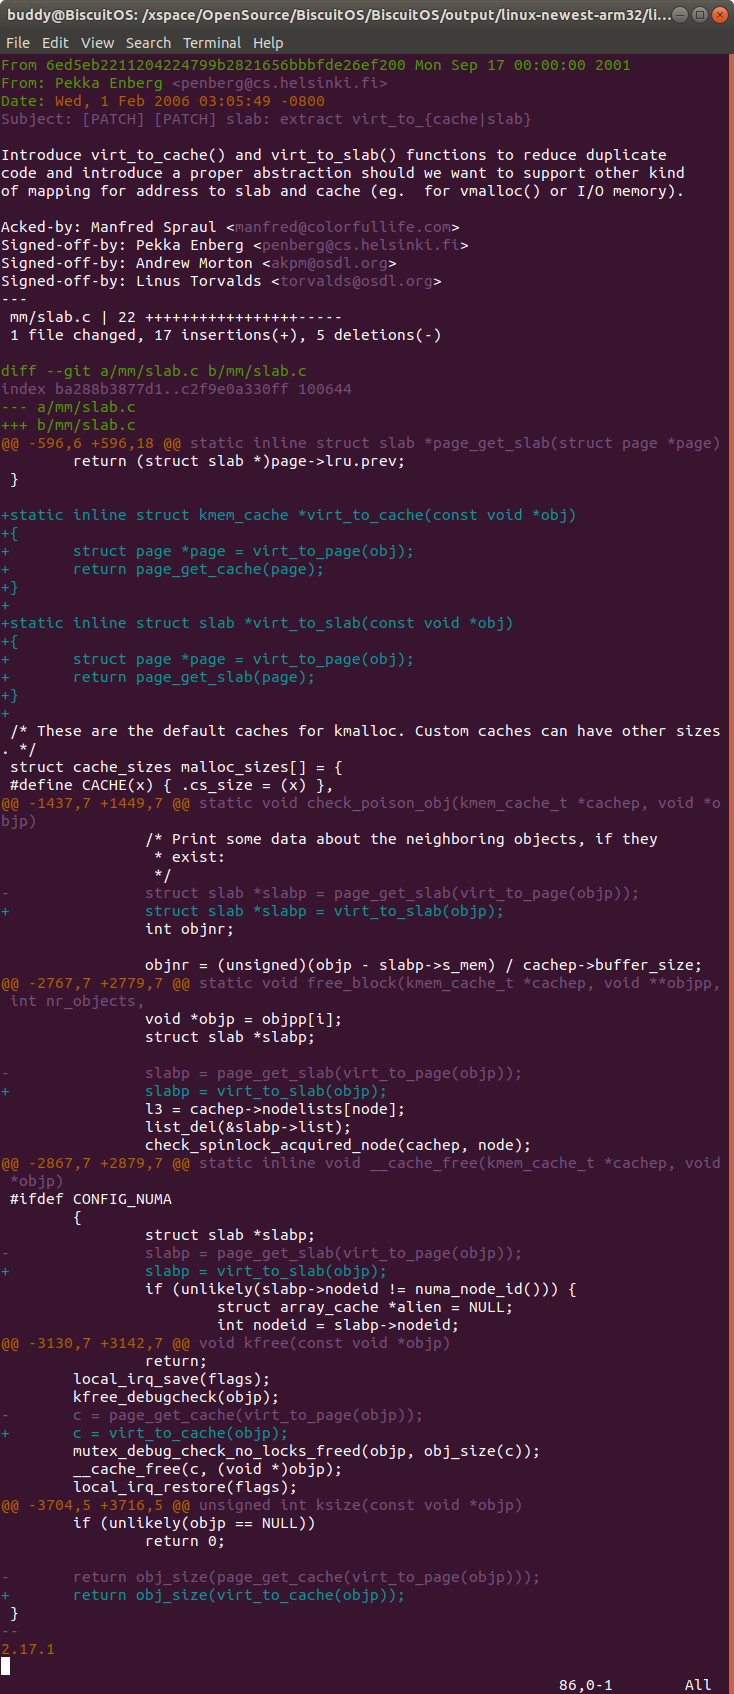 buddy@BiscuitOS: /xspace/OpenSource/BiscuitOS/BiscuitOS/output/linux-newest-arm32/li...
File Edit View Search Terminal Help
From 6ed5eb2211204224799b2821656bbbfde26ef200 Mon Sep 17 00:00:00 2001
From: Pekka Enberg <penberg@cs.helsinki.fi>
Date: Wed, 1 Feb 2006 03:05:49 -0800
Subject: [PATCH] [PATCH] slab: extract virt_to_{cache|slab}

Introduce virt_to_cache() and virt_to_slab() functions to reduce duplicate
code and introduce a proper abstraction should we want to support other kind
of mapping for address to slab and cache (eg.  for vmalloc() or I/O memory).

Acked-by: Manfred Spraul <manfred@colorfullife.com>
Signed-off-by: Pekka Enberg <penberg@cs.helsinki.fi>
Signed-off-by: Andrew Morton <akpm@osdl.org>
Signed-off-by: Linus Torvalds <torvalds@osdl.org>
---
 mm/slab.c | 22 +++++++++++++++++-----
 1 file changed, 17 insertions(+), 5 deletions(-)

diff --git a/mm/slab.c b/mm/slab.c
index ba288b3877d1..c2f9e0a330ff 100644
--- a/mm/slab.c
+++ b/mm/slab.c
@@ -596,6 +596,18 @@ static inline struct slab *page_get_slab(struct page *page)
        return (struct slab *)page->lru.prev;
 }

+static inline struct kmem_cache *virt_to_cache(const void *obj)
+{
+       struct page *page = virt_to_page(obj);
+       return page_get_cache(page);
+}
+
+static inline struct slab *virt_to_slab(const void *obj)
+{
+       struct page *page = virt_to_page(obj);
+       return page_get_slab(page);
+}
+
 /* These are the default caches for kmalloc. Custom caches can have other sizes
. */
 struct cache_sizes malloc_sizes[] = {
 #define CACHE(x) { .cs_size = (x) },
@@ -1437,7 +1449,7 @@ static void check_poison_obj(kmem_cache_t *cachep, void *o
bjp)
                /* Print some data about the neighboring objects, if they
                 * exist:
                 */
-               struct slab *slabp = page_get_slab(virt_to_page(objp));
+               struct slab *slabp = virt_to_slab(objp);
                int objnr;

                objnr = (unsigned)(objp - slabp->s_mem) / cachep->buffer_size;
@@ -2767,7 +2779,7 @@ static void free_block(kmem_cache_t *cachep, void **objpp,
 int nr_objects,
                void *objp = objpp[i];
                struct slab *slabp;

-               slabp = page_get_slab(virt_to_page(objp));
+               slabp = virt_to_slab(objp);
                l3 = cachep->nodelists[node];
                list_del(&slabp->list);
                check_spinlock_acquired_node(cachep, node);
@@ -2867,7 +2879,7 @@ static inline void __cache_free(kmem_cache_t *cachep, void
 *objp)
 #ifdef CONFIG_NUMA
        {
                struct slab *slabp;
-               slabp = page_get_slab(virt_to_page(objp));
+               slabp = virt_to_slab(objp);
                if (unlikely(slabp->nodeid != numa_node_id())) {
                        struct array_cache *alien = NULL;
                        int nodeid = slabp->nodeid;
@@ -3130,7 +3142,7 @@ void kfree(const void *objp)
                return;
        local_irq_save(flags);
        kfree_debugcheck(objp);
-       c = page_get_cache(virt_to_page(objp));
+       c = virt_to_cache(objp);
        mutex_debug_check_no_locks_freed(objp, obj_size(c));
        __cache_free(c, (void *)objp);
        local_irq_restore(flags);
@@ -3704,5 +3716,5 @@ unsigned int ksize(const void *objp)
        if (unlikely(objp == NULL))
                return 0;

-       return obj_size(page_get_cache(virt_to_page(objp)));
+       return obj_size(virt_to_cache(objp));
 }
--
2.17.1
86,0-1        All